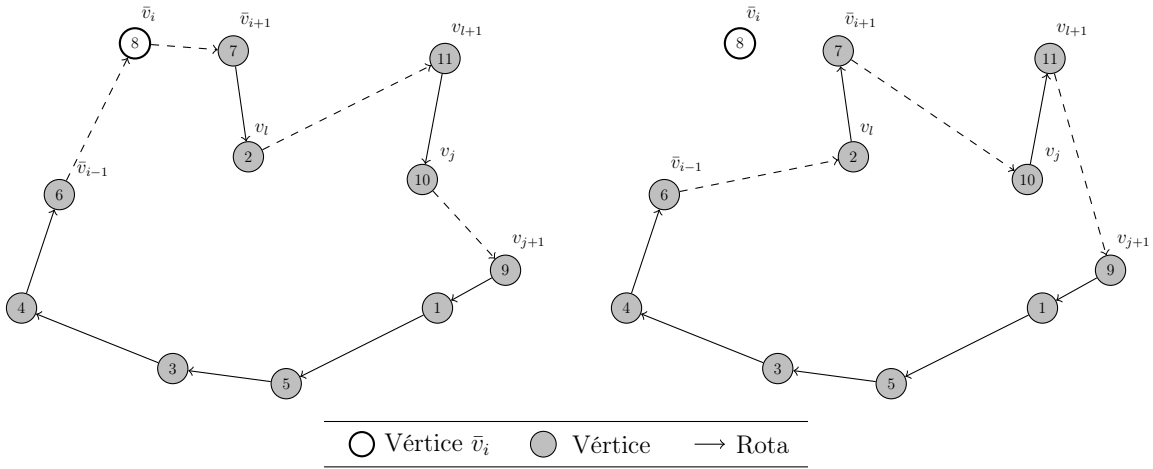 v̄ᵢ v̄ᵢ₊₁ vₗ₊₁ v̄ᵢ v̄ᵢ₊₁ vₗ₊₁
8 7 11 8 7 11
vₗ vⱼ vₗ vⱼ
2 10 2 10
v̄ᵢ₋₁ v̄ᵢ₋₁
6 6
vⱼ₊₁ vⱼ₊₁
9 9
4 1 4 1
3 5 3 5
Vértice v̄ᵢ Vértice Rota